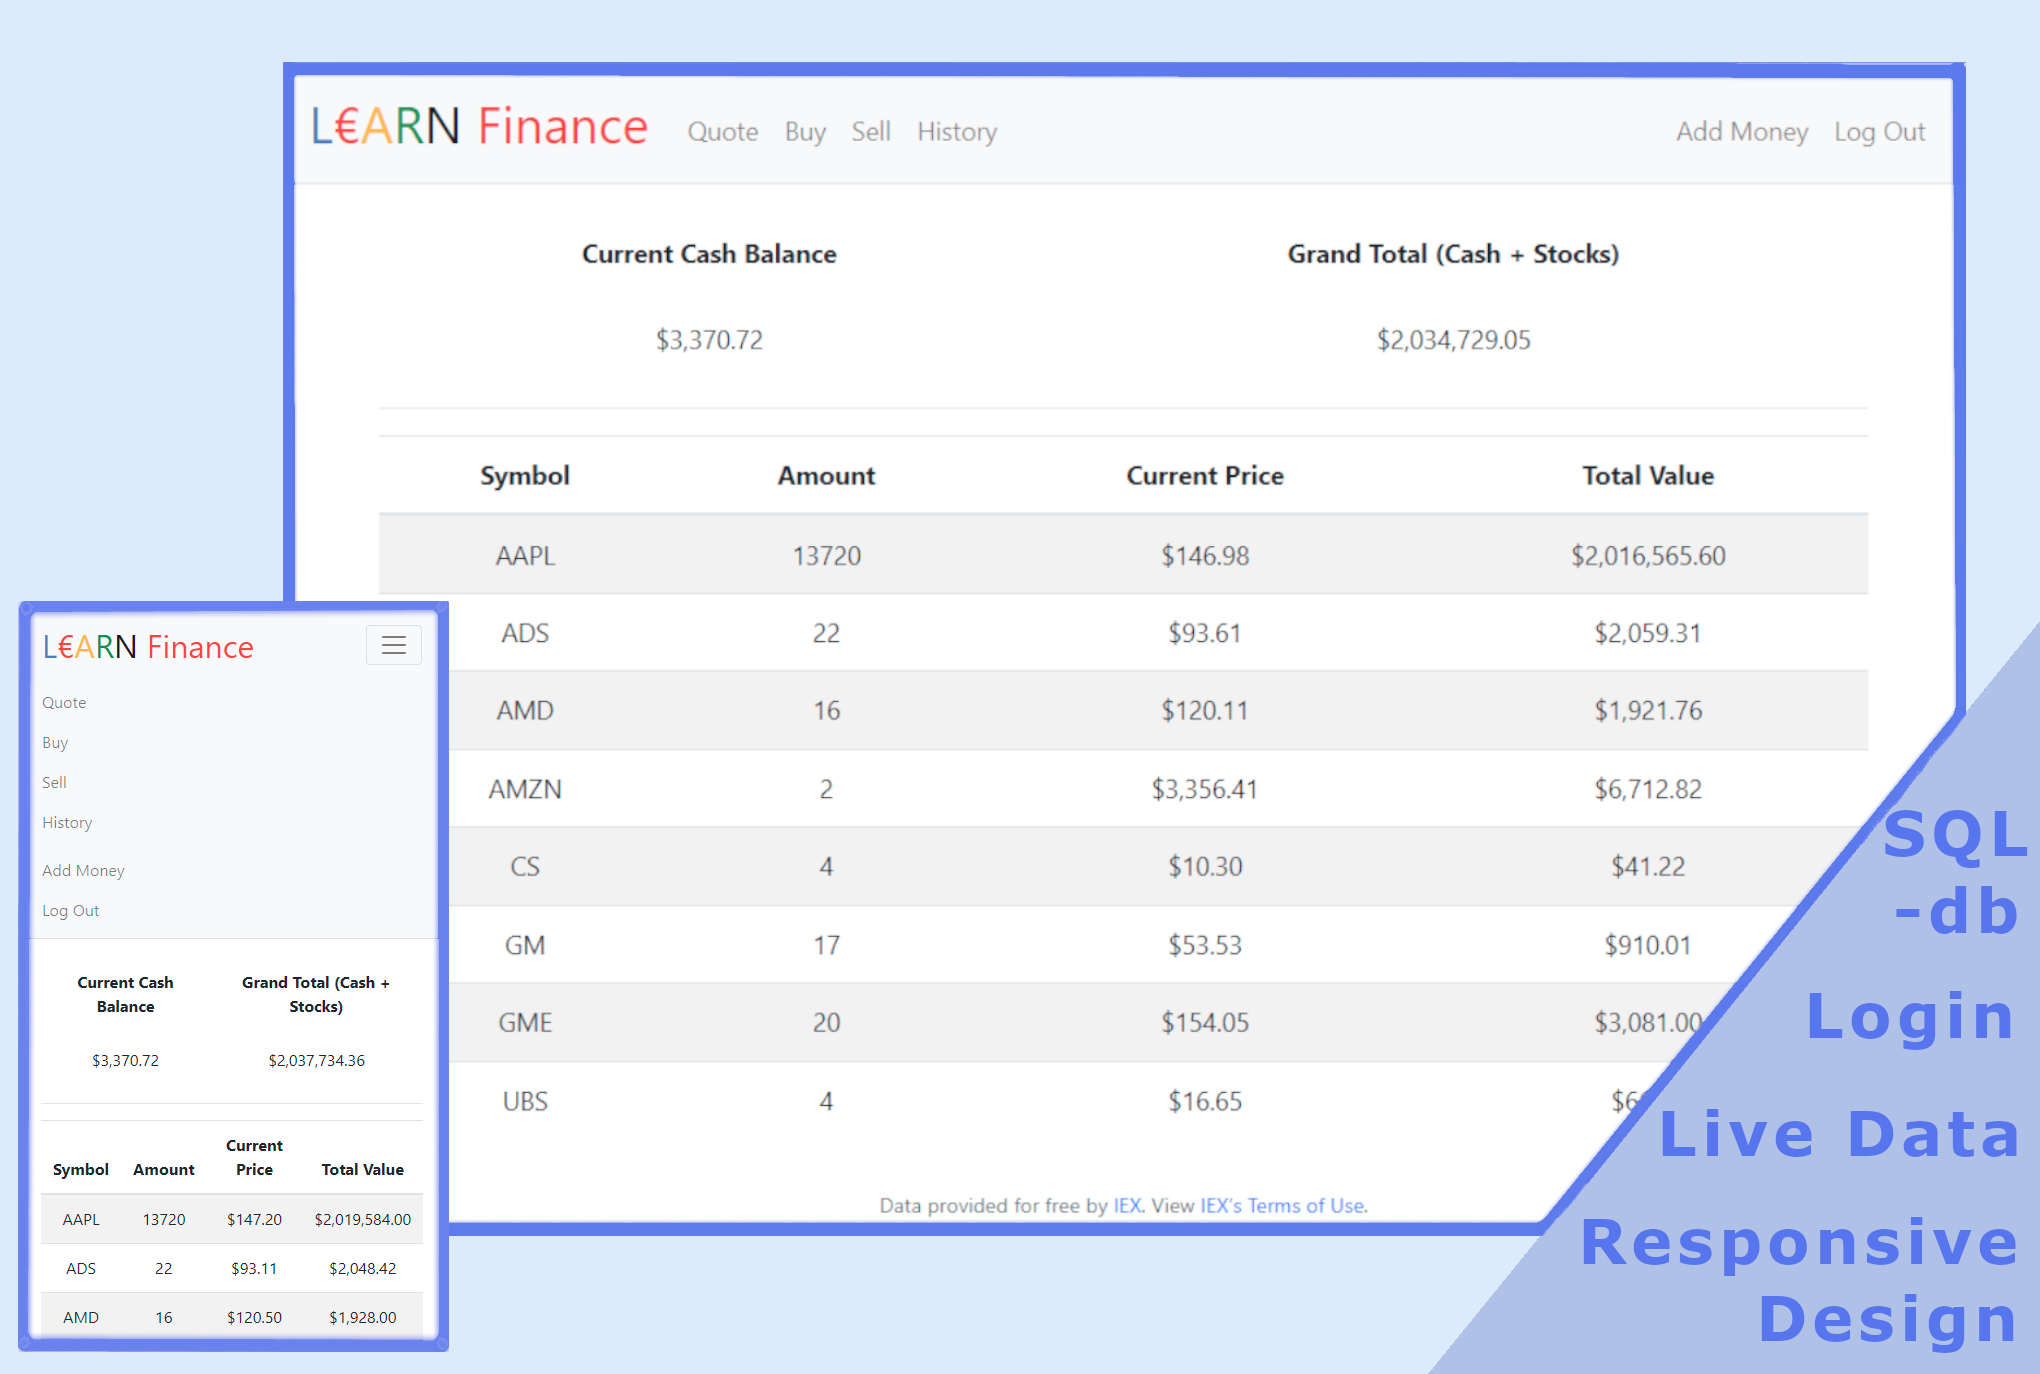 L€ARN Finance Quote Buy Sell History Add Money Log Out
Current Cash Balance Grand Total (Cash + Stocks)
$3,370.72 $2,034,729.05
Symbol Amount Current Price Total Value
AAPL 13720 $146.98 $2,016,565.60
ADS 22 $93.61 $2,059.31
AMD 16 $120.11 $1,921.76
AMZN 2 $3,356.41 $6,712.82
CS 4 $10.30 $41.22
GM 17 $53.53 $910.01
GME 20 $154.05 $3,081.00
UBS 4 $16.65
Data provided for free by IEX. View IEX's Terms of Use.
L€ARN Finance
Quote
Buy
Sell
History
Add Money
Log Out
Current Cash Grand Total (Cash +
Balance Stocks)
$3,370.72 $2,037,734.36
Current
Symbol Amount Price Total Value
AAPL 13720 $147.20 $2,019,584.00
ADS 22 $93.11 $2,048.42
AMD 16 $120.50 $1,928.00
SQL
-db
Login
Live Data
Responsive
Design